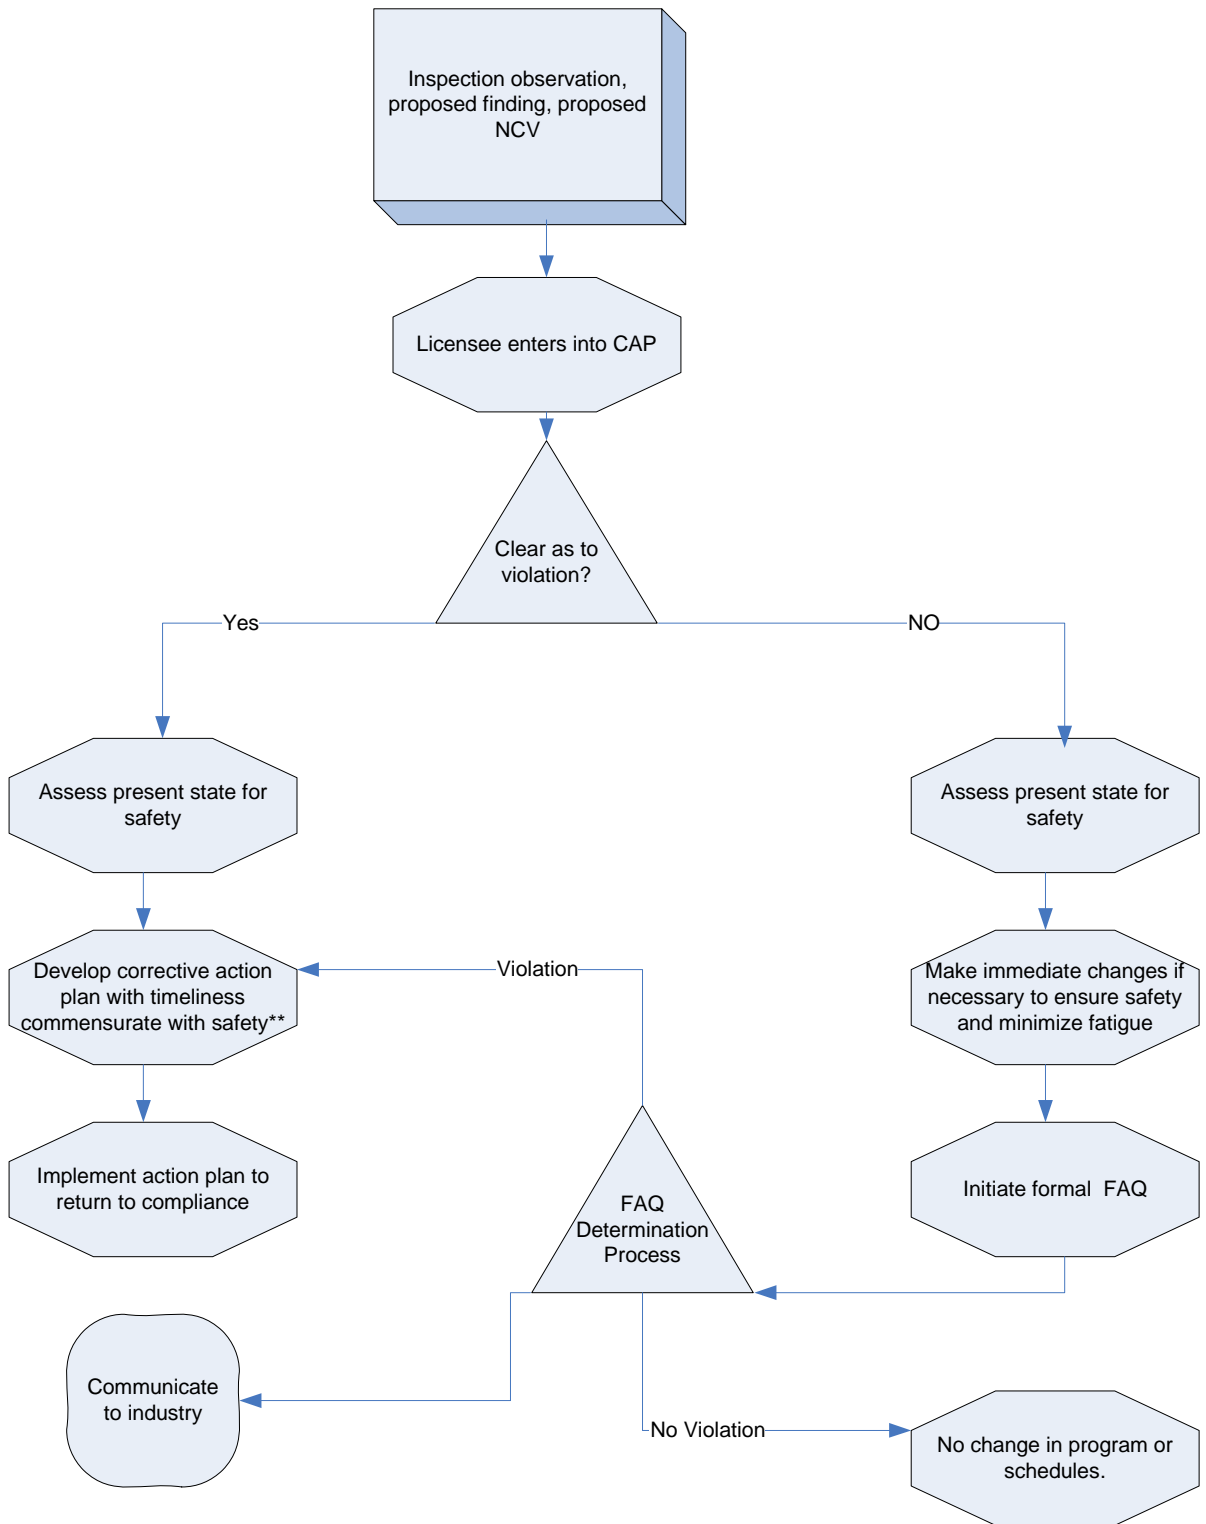 Inspection observation,
proposed finding, proposed
NCV
Licensee enters into CAP
Clear as to
violation?
Yes
NO
Assess present state for
safety
Assess present state for
safety
Develop corrective action
plan with timeliness
commensurate with safety**
Violation
Make immediate changes if
necessary to ensure safety
and minimize fatigue
Implement action plan to
return to compliance
FAQ
Determination
Process
Initiate formal  FAQ
Communicate
to industry
No Violation
No change in program or
schedules.